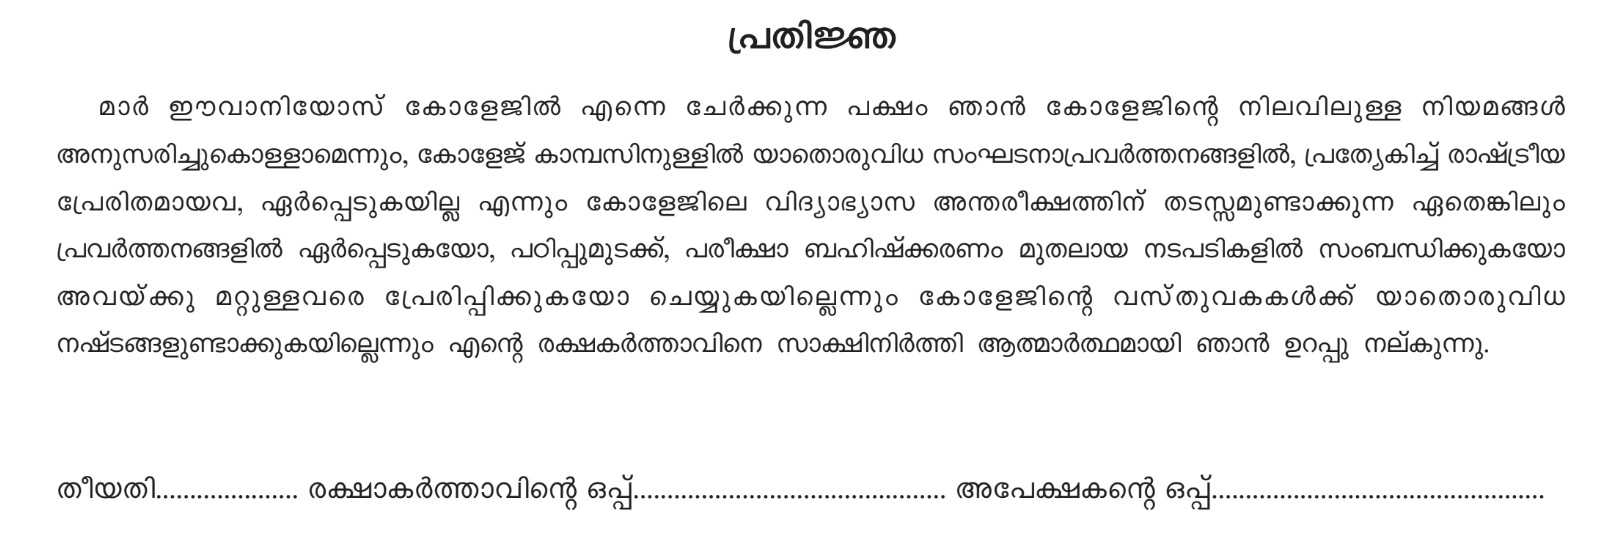 പ്രതിജ്ഞ
മാർ ഈവാനിയോസ് കോളേജിൽ എന്നെ ചേർക്കുന്ന പക്ഷം ഞാൻ കോളേജിന്റെ നിലവിലുള്ള നിയമങ്ങൾ
അനുസരിച്ചുകൊള്ളാമെന്നും, കോളേജ് കാമ്പസിനുള്ളിൽ യാതൊരുവിധ സംഘടനാപ്രവർത്തനങ്ങളിൽ, പ്രത്യേകിച്ച് രാഷ്ട്രീയ
പ്രേരിതമായവ, ഏർപ്പെടുകയില്ല എന്നും കോളേജിലെ വിദ്യാഭ്യാസ അന്തരീക്ഷത്തിന് തടസ്സമുണ്ടാക്കുന്ന ഏതെങ്കിലും
പ്രവർത്തനങ്ങളിൽ ഏർപ്പെടുകയോ, പഠിപ്പുമുടക്ക്, പരീക്ഷാ ബഹിഷ്ക്കരണം മുതലായ നടപടികളിൽ സംബന്ധിക്കുകയോ
അവയ്ക്കു മറ്റുള്ളവരെ പ്രേരിപ്പിക്കുകയോ ചെയ്യുകയില്ലെന്നും കോളേജിന്റെ വസ്തുവകകൾക്ക് യാതൊരുവിധ
നഷ്ടങ്ങളുണ്ടാക്കുകയില്ലെന്നും എന്റെ രക്ഷകർത്താവിനെ സാക്ഷിനിർത്തി ആത്മാർത്ഥമായി ഞാൻ ഉറപ്പു നല്കുന്നു.
തീയതി..................... രക്ഷാകർത്താവിന്റെ ഒപ്പ്.............................................. അപേക്ഷകന്റെ ഒപ്പ്.................................................